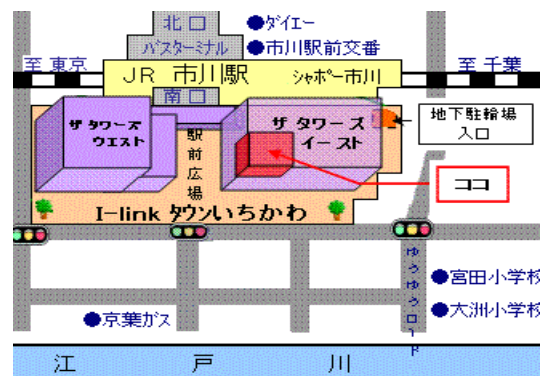 北口
●ダイエー
バスターミナル
●市川駅前交番
至 東京
JR 市川駅
シャポー市川
至 千葉
南口
ザ タワーズ
ウエスト
駅前広場
ザ タワーズ
イースト
地下駐輪場
入口
ココ
I-link タウンいちかわ
ゆうゆうロード
●宮田小学校
●大洲小学校
●京葉ガス
江戸川